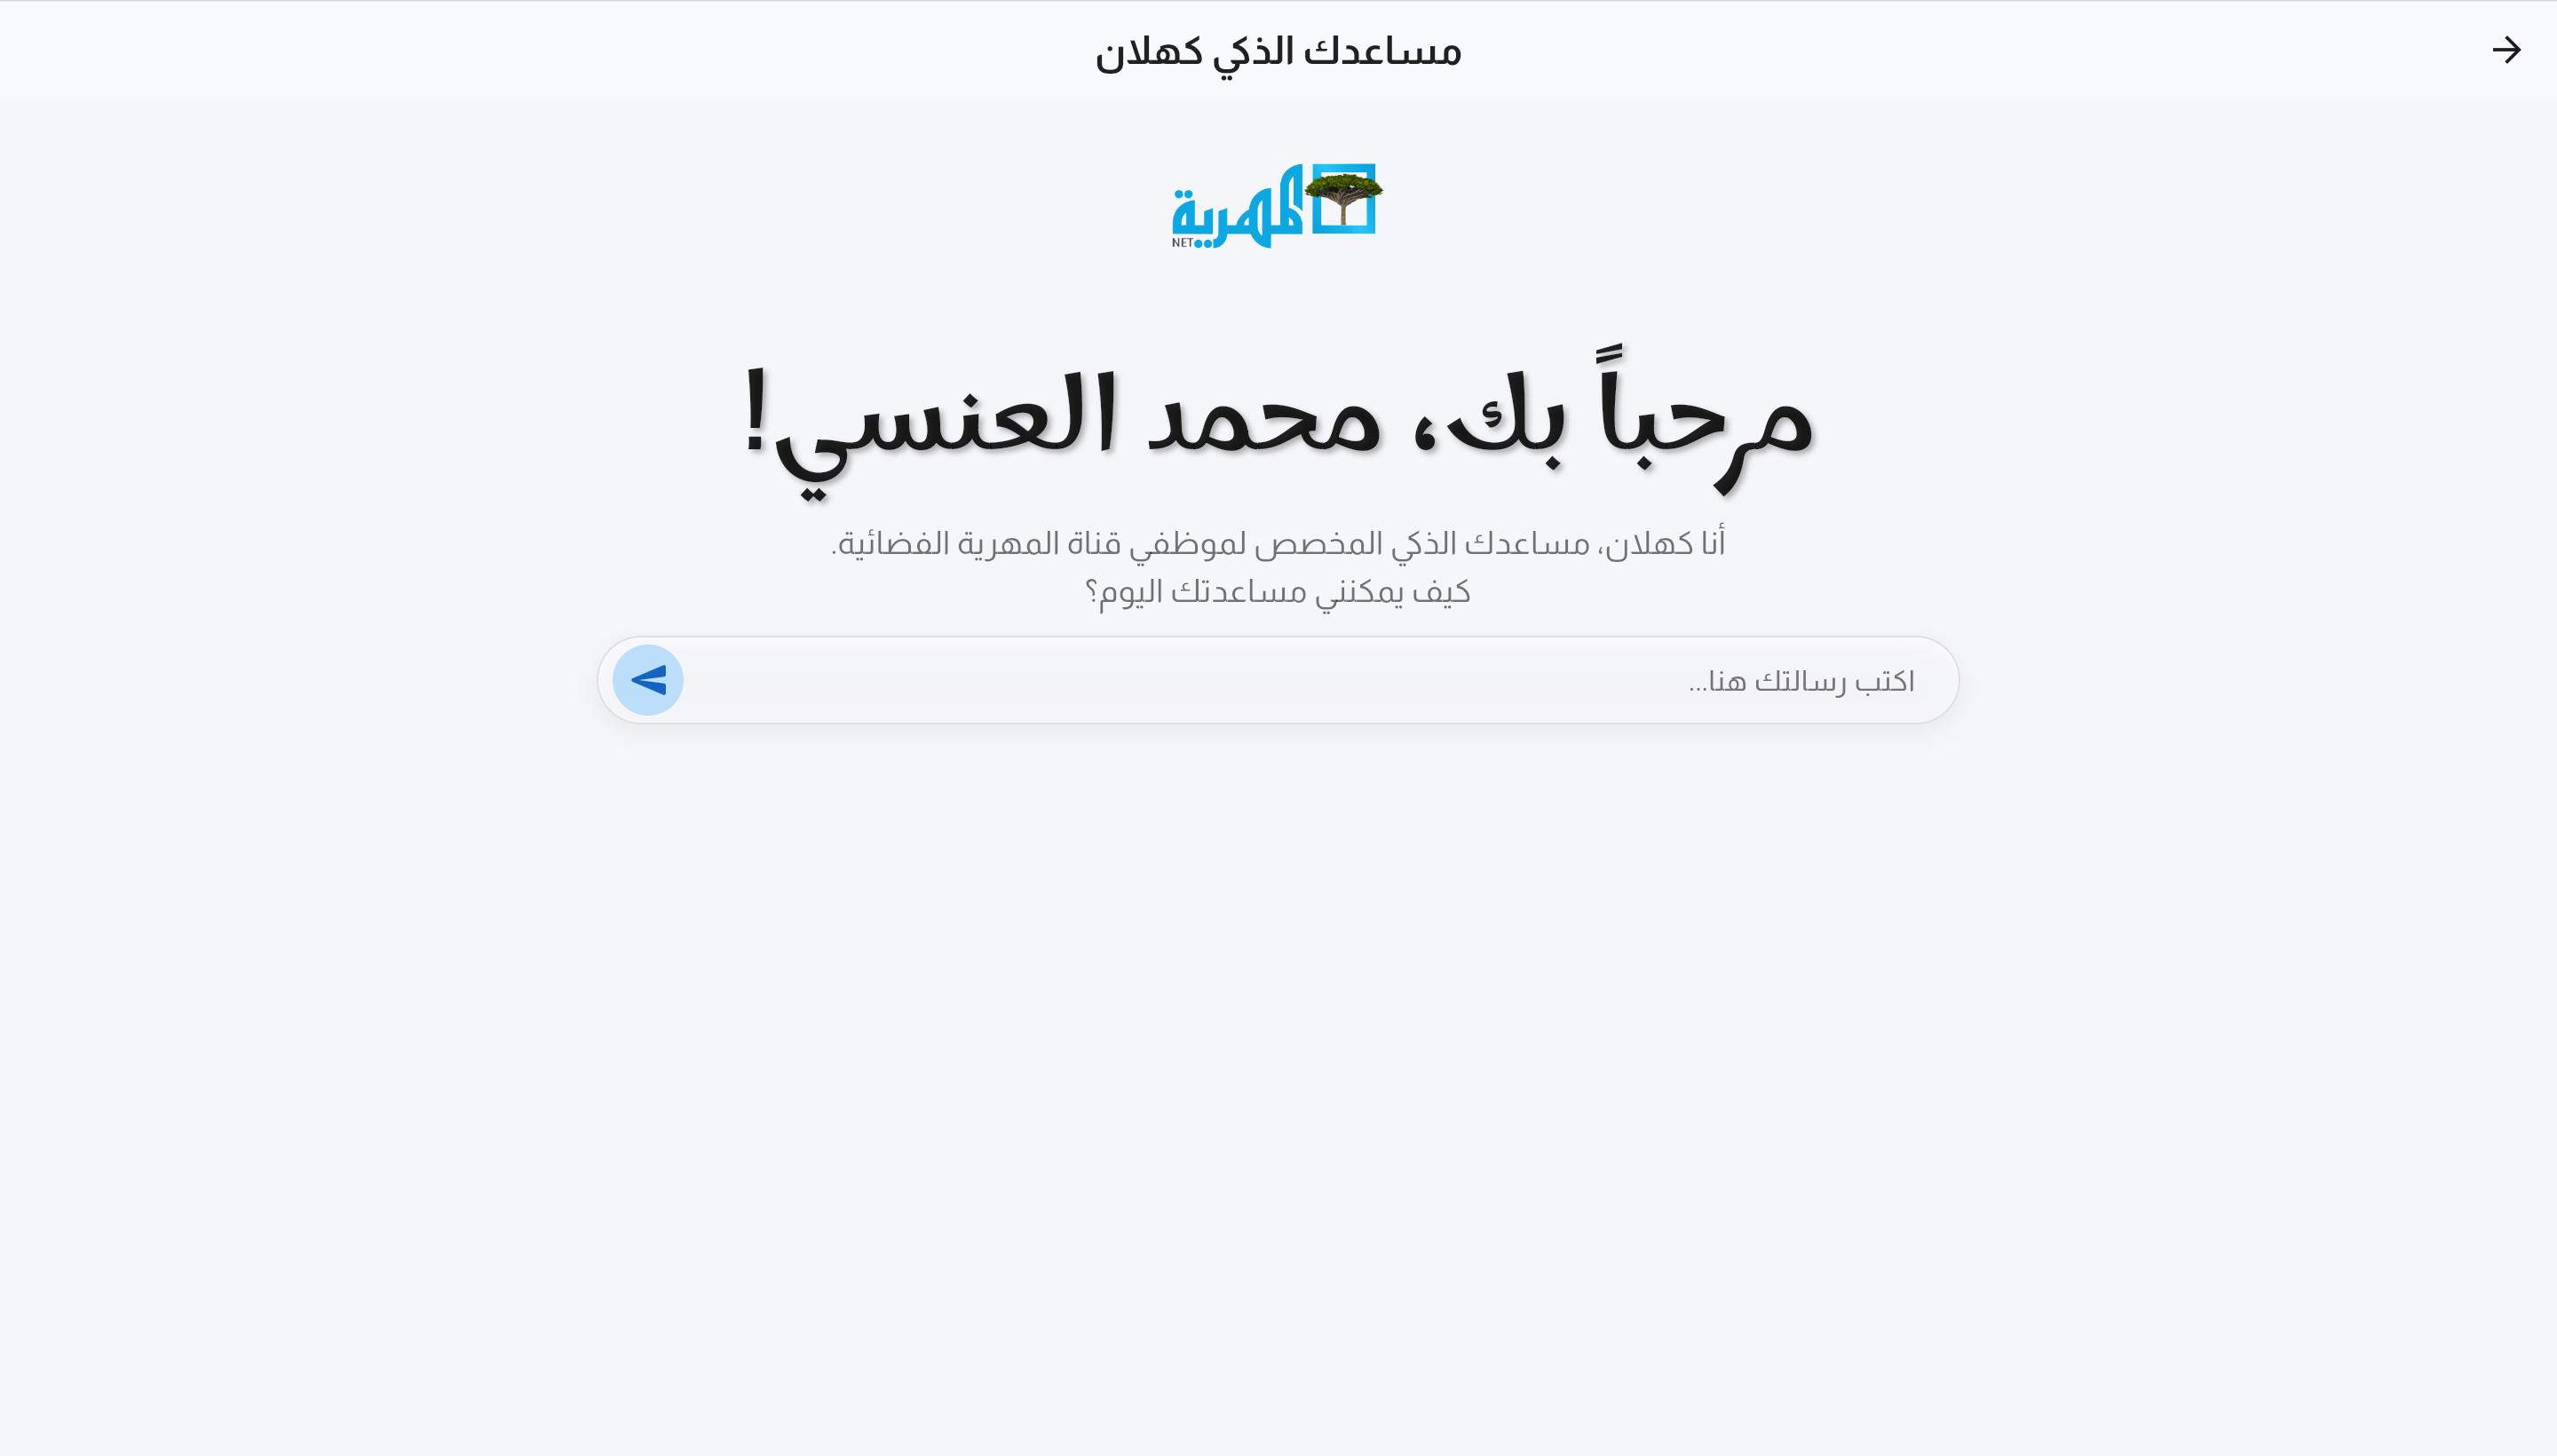 مساعدك الذكي كهلان
المهرية
NET
مرحباً بك، محمد العنسي!
أنا كهلان، مساعدك الذكي المخصص لموظفي قناة المهرية الفضائية.
كيف يمكنني مساعدتك اليوم؟
اكتب رسالتك هنا...